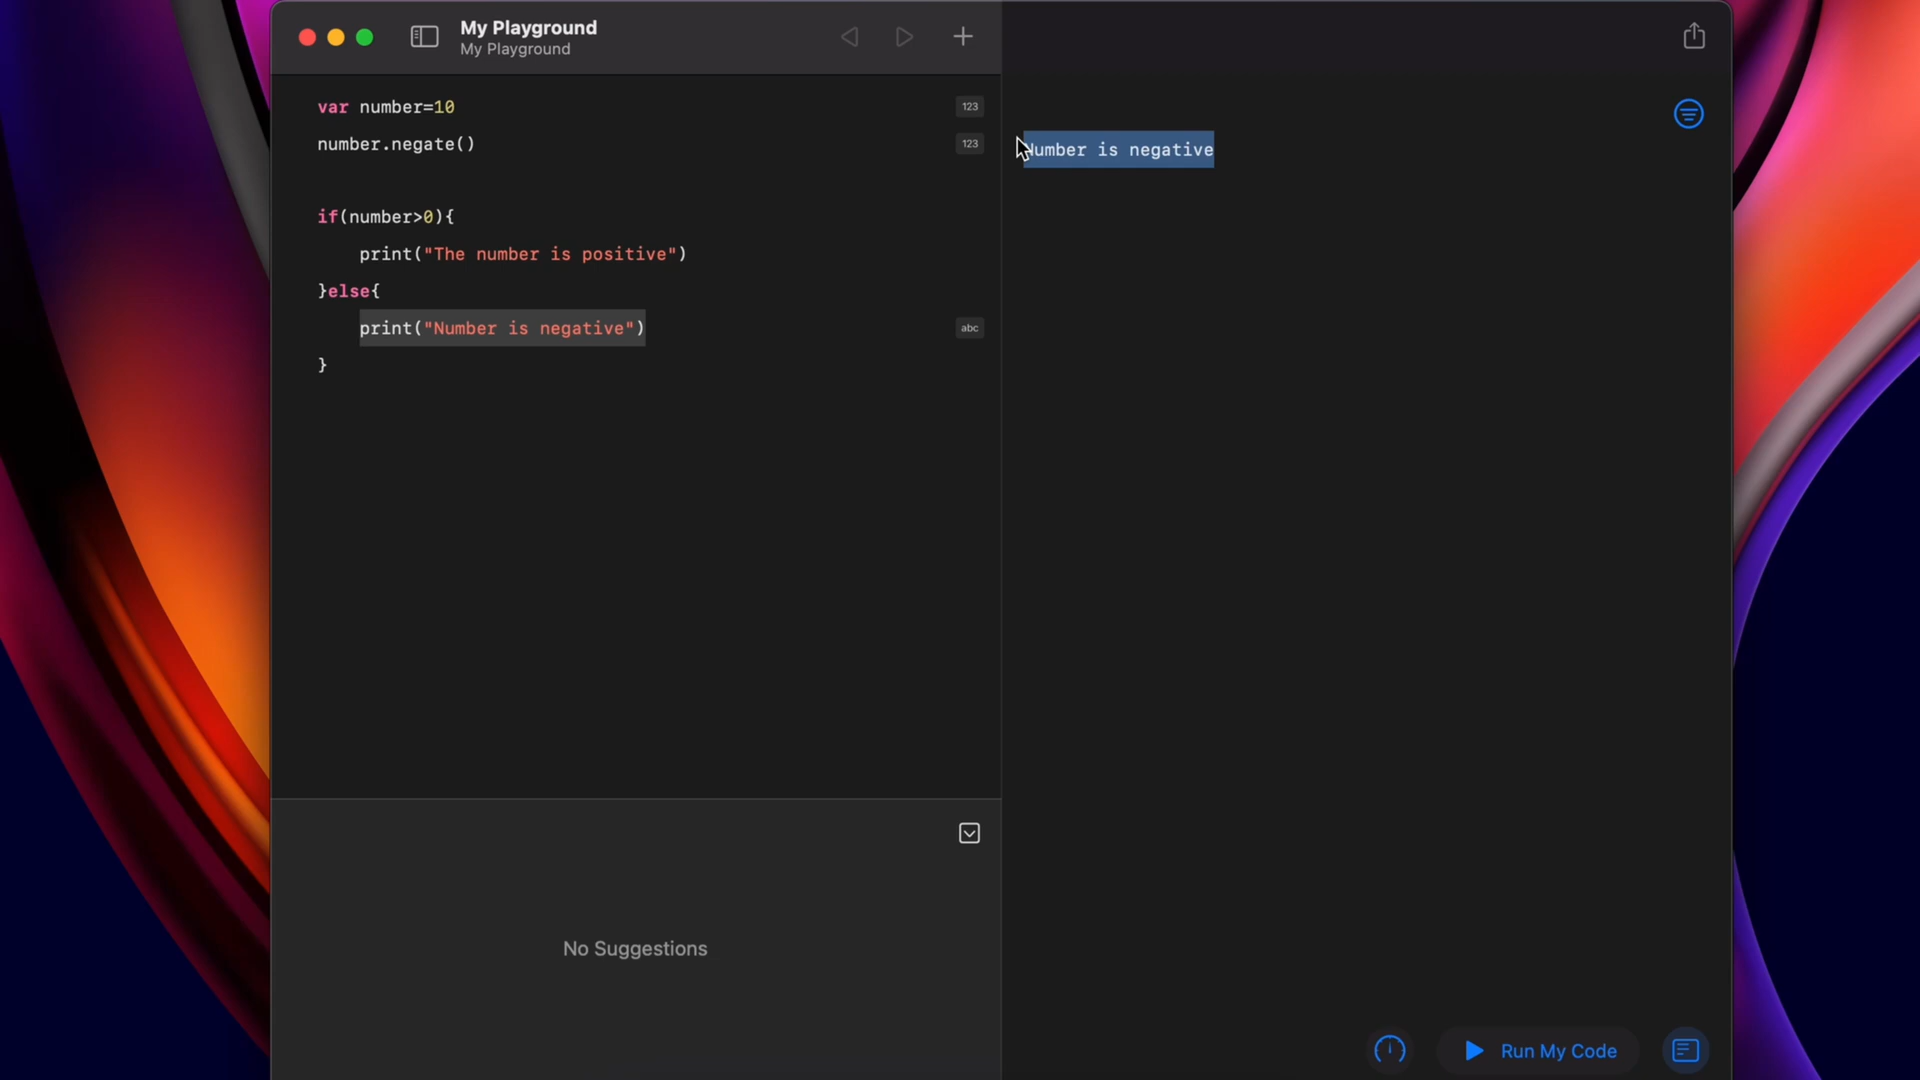 My Playground
My Playground
var number=10
123
number.negate()
123
if(number>0){
print("The number is positive")
}else{
print("Number is negative")
abc
}
Number is negative
No Suggestions
Run My Code